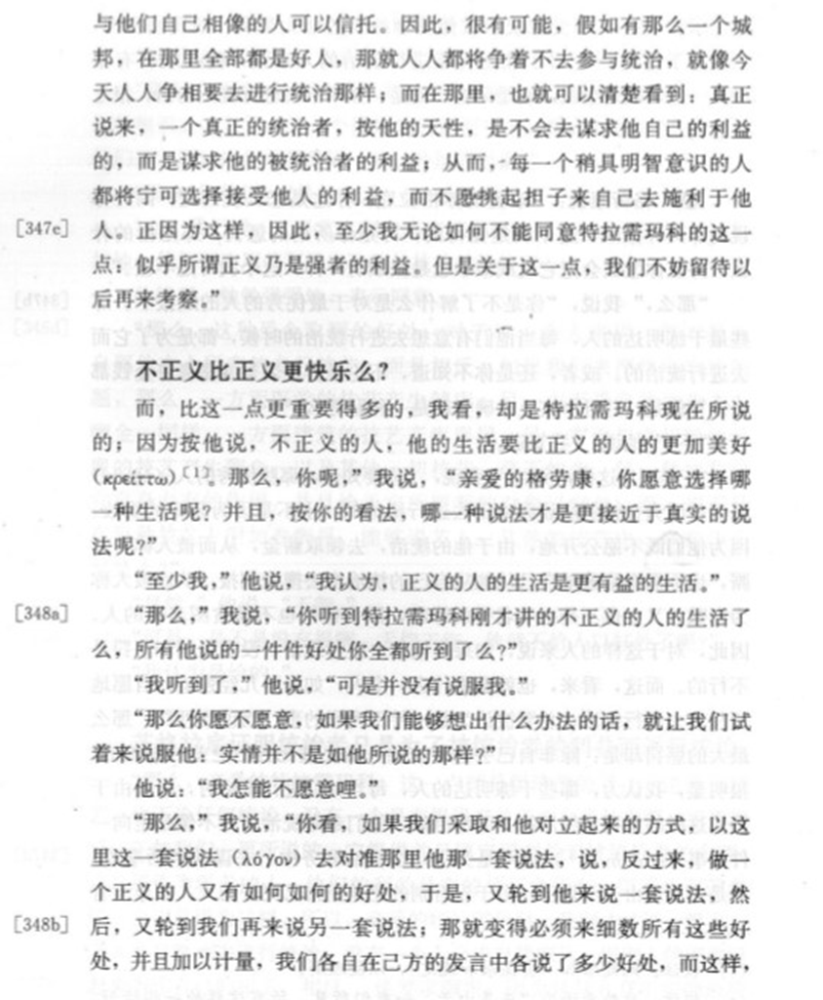 与他们自己相像的人可以信托。因此，很有可能，假如有那么一个城
邦，在那里全部都是好人，那就人人都将争着不去参与统治，就像今
天人人争相要去进行统治那样；而在那里，也就可以清楚看到：真正
说来，一个真正的统治者，按他的天性，是不会去谋求他自己的利益
的，而是谋求他的被统治者的利益；从而，每一个稍具明智意识的人
都将宁可选择接受他人的利益，而不愿挑起担子来自己去施利于他
[347e] 人。正因为这样，因此，至少我无论如何不能同意特拉需玛科的这一
点：似乎所谓正义乃是强者的利益。但是关于这一点，我们不妨留待以
后再来考察。”
不正义比正义更快乐么？
而，比这一点更重要得多的，我看，却是特拉需玛科现在所说
的；因为按他说，不正义的人，他的生活要比正义的人的更加美好
(κρείττω)〔1〕。那么，你呢，”我说，“亲爱的格劳康，你愿意选择哪
一种生活呢？并且，按你的看法，哪一种说法才是更接近于真实的说
法呢？”
“至少我，”他说，“我认为，正义的人的生活是更有益的生活。”
[348a] “那么，”我说，“你听到特拉需玛科刚才讲的不正义的人的生活了
么，所有他说的一件件好处你全都听到了么？”
“我听到了，”他说，“可是并没有说服我。”
“那么你愿不愿意，如果我们能够想出什么办法的话，就让我们试
着来说服他：实情并不是如他所说的那样？”
他说：“我怎能不愿意哩。”
“那么，”我说，“你看，如果我们采取和他对立起来的方式，以这
里这一套说法 (λόγον) 去对准那里他那一套说法，说，反过来，做一
个正义的人又有如何如何的好处，于是，又轮到他来说一套说法，然
[348b] 后，又轮到我们再来说另一套说法；那就变得必须来细数所有这些好
处，并且加以计量，我们各自在己方的发言中各说了多少好处，而这样，